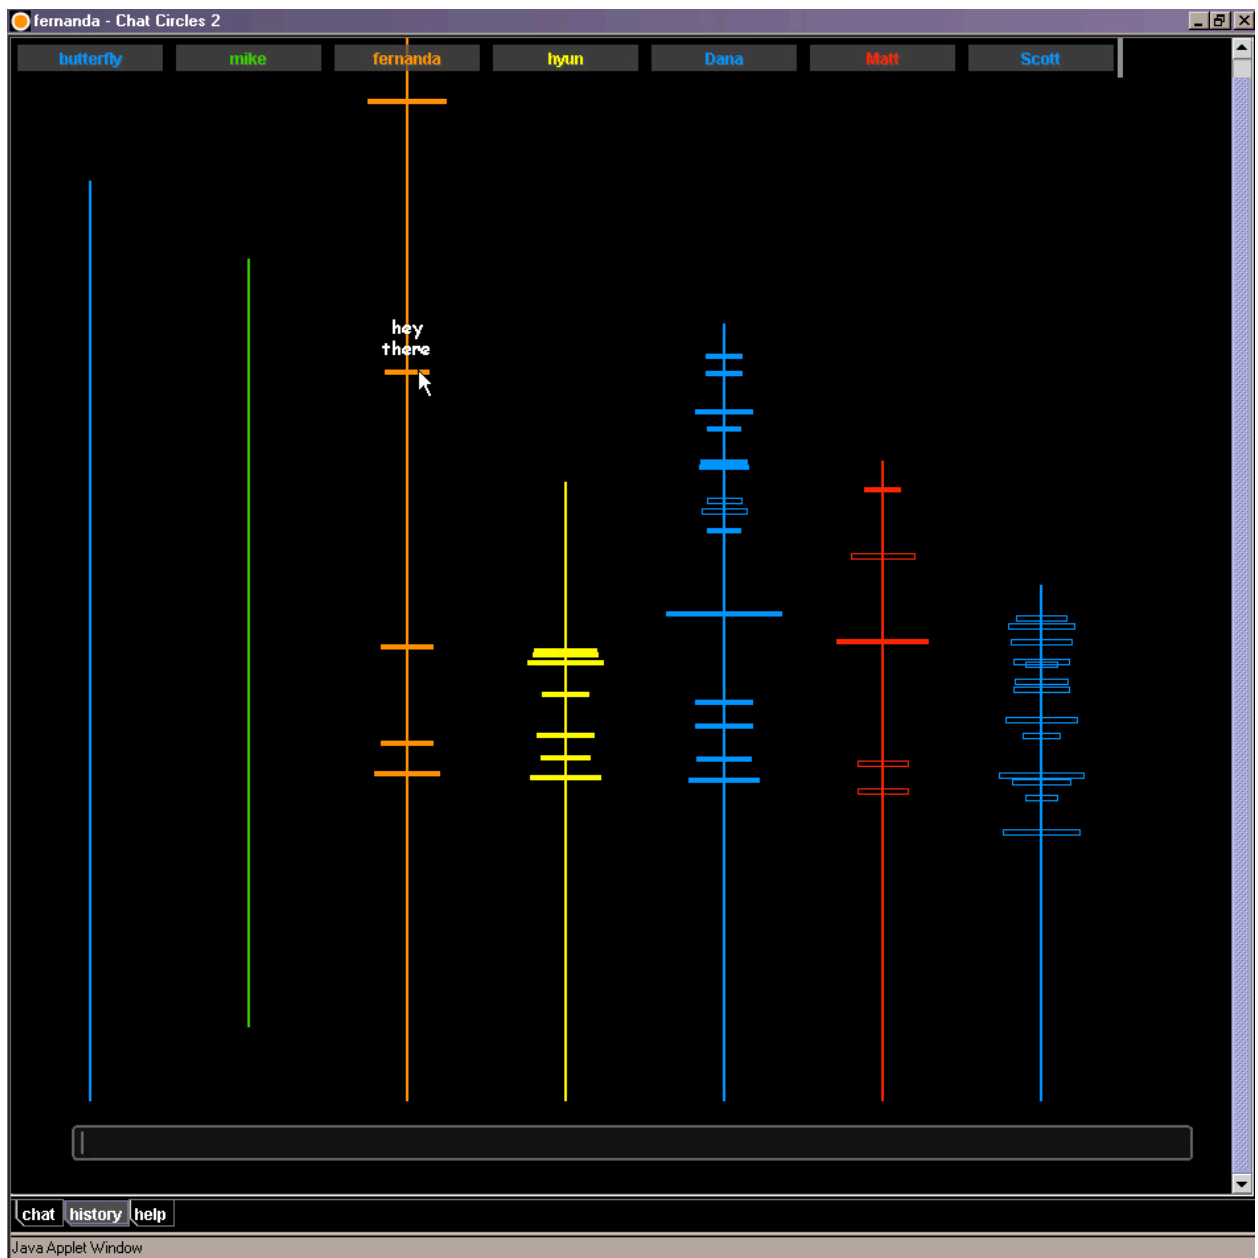 fernanda - Chat Circles 2
butterfly mike fernanda hyun Dana Matt Scott
hey
there
chat history help
Java Applet Window